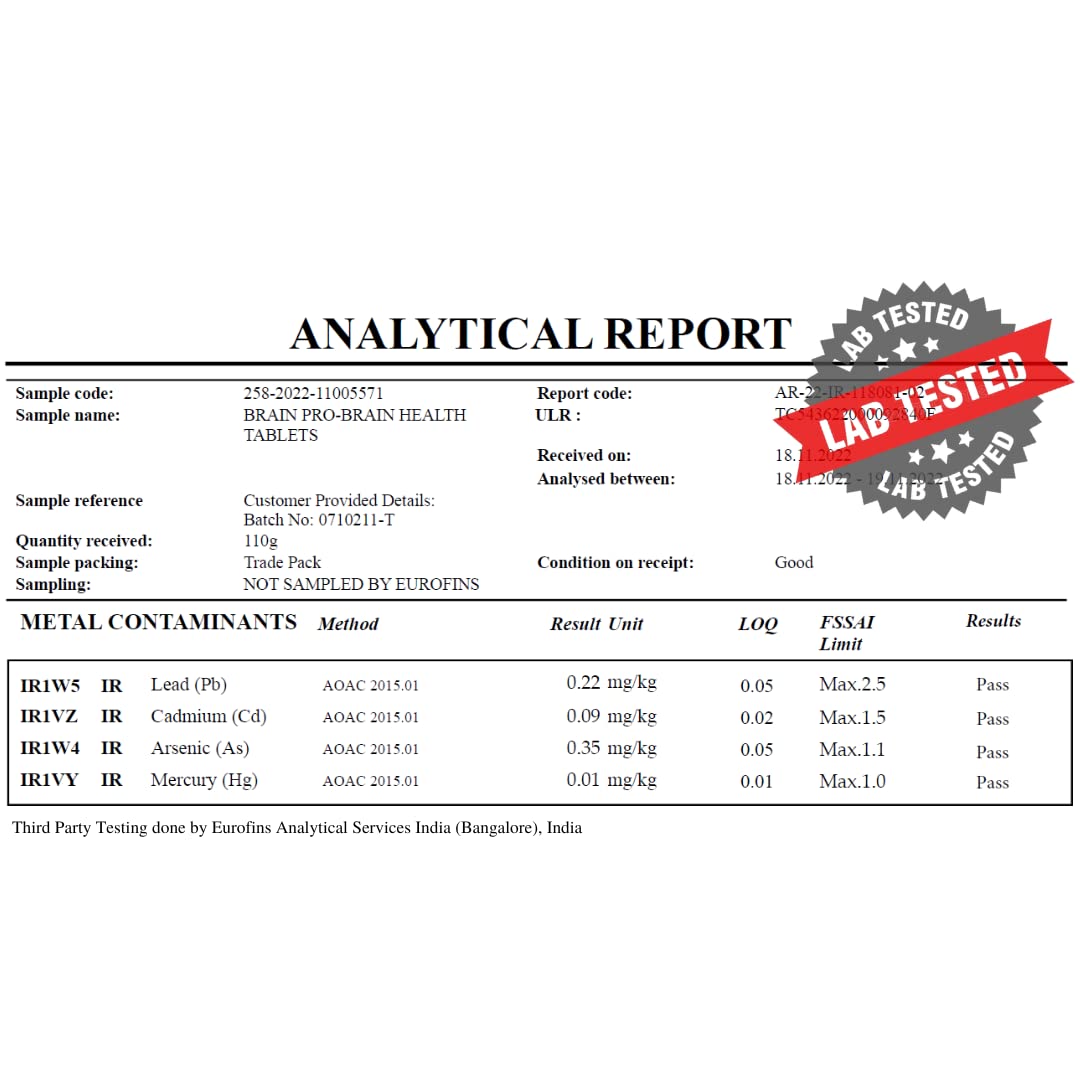 ANALYTICAL REPORT
LAB TESTED
LAB TESTED
LAB TESTED
Sample code: 258-2022-11005571 Report code: AR-22-IR-118081-02
Sample name: BRAIN PRO-BRAIN HEALTH ULR :
TABLETS
Received on: 18.11.2022
Analysed between: 18.11.2022 - 19.11.2022
Sample reference Customer Provided Details:
Batch No: 0710211-T
Quantity received: 110g
Sample packing: Trade Pack Condition on receipt: Good
Sampling: NOT SAMPLED BY EUROFINS
METAL CONTAMINANTS Method Result Unit LOQ FSSAI Results
Limit
IR1W5 IR Lead (Pb) AOAC 2015.01 0.22 mg/kg 0.05 Max.2.5 Pass
IR1VZ IR Cadmium (Cd) AOAC 2015.01 0.09 mg/kg 0.02 Max.1.5 Pass
IR1W4 IR Arsenic (As) AOAC 2015.01 0.35 mg/kg 0.05 Max.1.1 Pass
IR1VY IR Mercury (Hg) AOAC 2015.01 0.01 mg/kg 0.01 Max.1.0 Pass
Third Party Testing done by Eurofins Analytical Services India (Bangalore), India